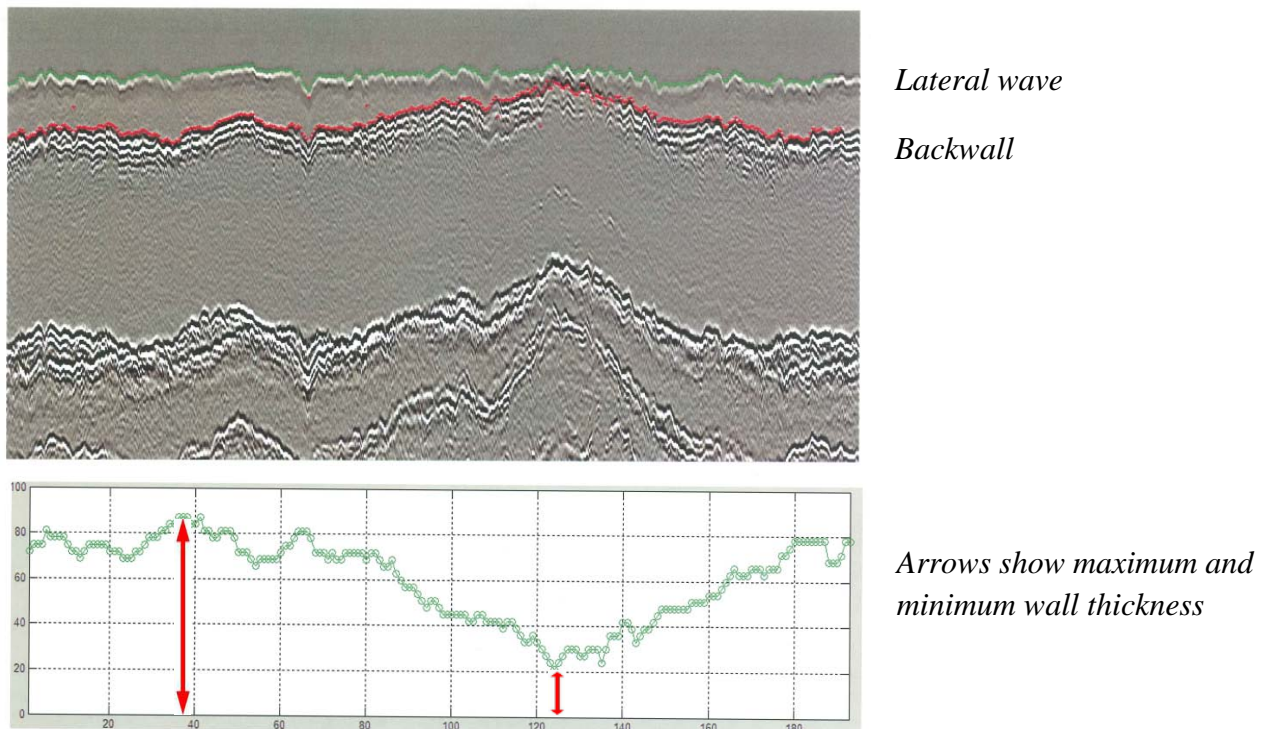 Lateral wave
Backwall
100
80
60
40
20
0
20 40 60 80 100 120 140 160 180
Arrows show maximum and
minimum wall thickness